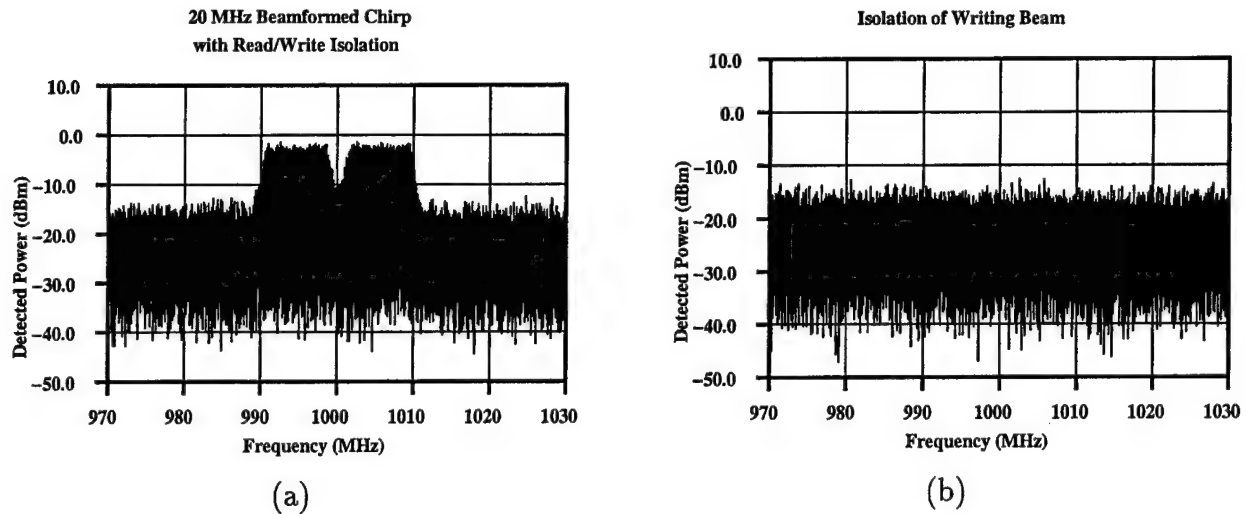 20 MHz Beamformed Chirp
with Read/Write Isolation
10.0
0.0
−10.0
−20.0
−30.0
−40.0
−50.0
Detected Power (dBm)
970 980 990 1000 1010 1020 1030
Frequency (MHz)
(a)
Isolation of Writing Beam
10.0
0.0
−10.0
−20.0
−30.0
−40.0
−50.0
Detected Power (dBm)
970 980 990 1000 1010 1020 1030
Frequency (MHz)
(b)